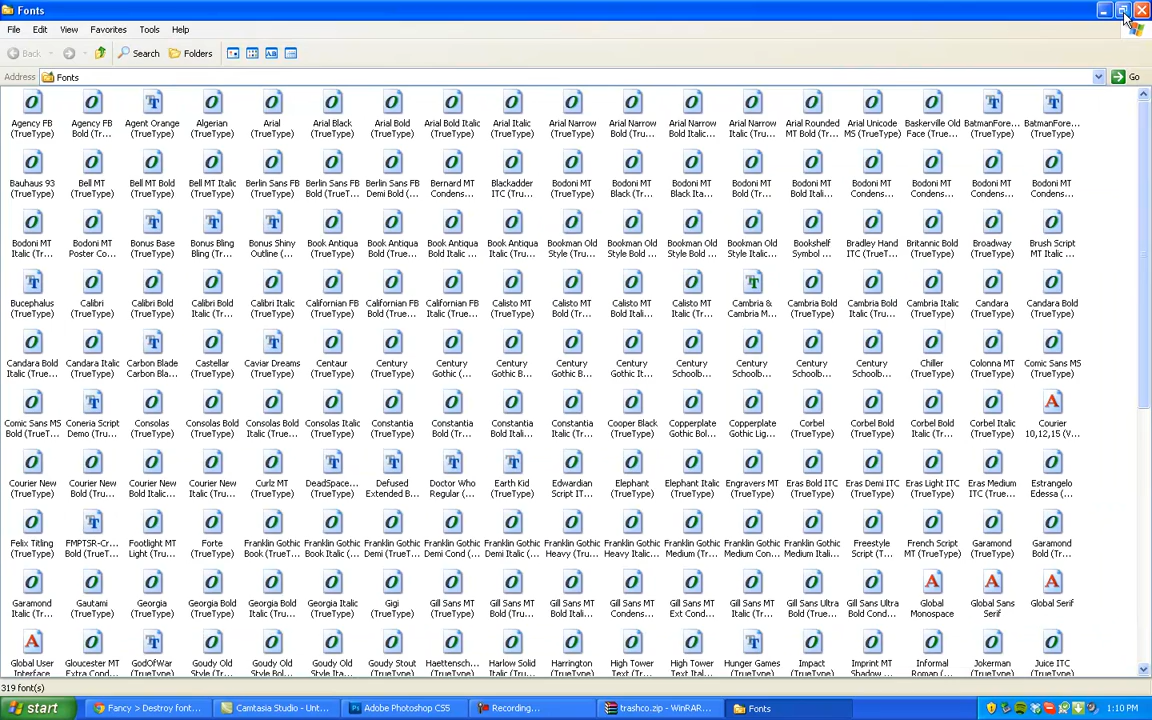 Fonts
File Edit View Favorites Tools Help
Back Search Folders
Address Fonts Go
Agency FB (TrueType)
Agency FB Bold (Tr...
Agent Orange (TrueType)
Algerian (TrueType)
Arial (TrueType)
Arial Black (TrueType)
Arial Bold (TrueType)
Arial Bold Italic (TrueType)
Arial Italic (TrueType)
Arial Narrow (TrueType)
Arial Narrow Bold (Tru...
Arial Narrow Bold Italic...
Arial Narrow Italic (Tru...
Arial Rounded MT Bold (Tr...
Arial Unicode MS (TrueType)
Baskerville Old Face (True...
BatmanFore... (TrueType)
BatmanFore... (TrueType)
Bauhaus 93 (TrueType)
Bell MT (TrueType)
Bell MT Bold (TrueType)
Bell MT Italic (TrueType)
Berlin Sans FB (TrueType)
Berlin Sans FB Bold (TrueT...
Berlin Sans FB Demi Bold (...
Bernard MT Condens...
Blackadder ITC (TrueType)
Bodoni MT (TrueType)
Bodoni MT Black (True...
Bodoni MT Black Ita...
Bodoni MT Bold (True...
Bodoni MT Bold Itali...
Bodoni MT Condens...
Bodoni MT Condens...
Bodoni MT Condens...
Bodoni MT Condens...
Bodoni MT Italic (Tr...
Bodoni MT Poster Co...
Bonus Base (TrueType)
Bonus Bling (TrueType)
Bonus Shiny Outline (...
Book Antiqua (TrueType)
Book Antiqua Bold (True...
Book Antiqua Bold Italic ...
Book Antiqua Italic (True...
Bookman Old Style (True...
Bookman Old Style Bold ...
Bookman Old Style Bold ...
Bookman Old Style Italic...
Bookshelf Symbol ...
Bradley Hand ITC (TrueT...
Britannic Bold (TrueType)
Broadway (TrueType)
Brush Script MT Italic ...
Bucephalus (TrueType)
Calibri (TrueType)
Calibri Bold (TrueType)
Calibri Bold Italic (Tr...
Calibri Italic (TrueType)
Californian FB (TrueType)
Californian FB Bold (True...
Californian FB Italic (True...
Calisto MT (TrueType)
Calisto MT Bold (Tr...
Calisto MT Bold Itali...
Calisto MT Italic (Tr...
Cambria & Cambria M...
Cambria Bold (TrueType)
Cambria Bold Italic (Tru...
Cambria Italic (TrueType)
Candara (TrueType)
Candara Bold (TrueType)
Candara Bold Italic (True...
Candara Italic (TrueType)
Carbon Blade Carbon Bla...
Castellar (TrueType)
Caviar Dreams (TrueType)
Centaur (TrueType)
Century (TrueType)
Century Gothic (...
Century Gothic B...
Century Gothic It...
Century Gothic B...
Century Schoolb...
Century Schoolb...
Century Schoolb...
Chiller (TrueType)
Colonna MT (TrueType)
Comic Sans MS (TrueType)
Comic Sans MS Bold (TrueT...
Coneria Script Demo (True...
Consolas (TrueType)
Consolas Bold (TrueType)
Consolas Bold Italic (True...
Consolas Italic (TrueType)
Constantia (TrueType)
Constantia Bold (Tr...
Constantia Bold Itali...
Constantia Italic (Tr...
Cooper Black (TrueType)
Copperplate Gothic Bol...
Copperplate Gothic Lig...
Corbel (TrueType)
Corbel Bold (TrueType)
Corbel Bold Italic (Tr...
Corbel Italic (TrueType)
Courier 10,12,15 (V...
Courier New (TrueType)
Courier New Bold (True...
Courier New Bold Italic...
Courier New Italic (Tru...
Curlz MT (TrueType)
DeadSpace... (TrueType)
Defused Extended B...
Doctor Who Regular (...
Earth Kid (TrueType)
Edwardian Script IT...
Elephant (TrueType)
Elephant Italic (TrueType)
Engravers MT (TrueType)
Eras Bold ITC (TrueType)
Eras Demi ITC (TrueType)
Eras Light ITC (TrueType)
Eras Medium ITC (True...
Estrangelo Edessa (...
Felix Titling (TrueType)
FMPTSR-Cr... Bold (TrueT...
Footlight MT Light (Tru...
Forte (TrueType)
Franklin Gothic Book (True...
Franklin Gothic Book Italic (...
Franklin Gothic Demi (True...
Franklin Gothic Demi Cond (...
Franklin Gothic Demi Italic (...
Franklin Gothic Heavy (True...
Franklin Gothic Heavy Italic...
Franklin Gothic Medium (Tr...
Franklin Gothic Medium Con...
Franklin Gothic Medium Itali...
Freestyle Script (T...
French Script MT (TrueT...
Garamond (TrueType)
Garamond Bold (Tr...
Garamond Italic (Tr...
Gautami (TrueType)
Georgia (TrueType)
Georgia Bold (TrueType)
Georgia Bold Italic (True...
Georgia Italic (TrueType)
Gigi (TrueType)
Gill Sans MT (TrueType)
Gill Sans MT Bold (True...
Gill Sans MT Bold Itali...
Gill Sans MT Condens...
Gill Sans MT Ext Cond...
Gill Sans MT Italic (Tr...
Gill Sans Ultra Bold (True...
Gill Sans Ultra Bold Cond...
Global Monospace
Global Sans Serif
Global Serif
Global User Interface
Gloucester MT Extra Cond...
GodOfWar (TrueType)
Goudy Old Style (Tr...
Goudy Old Style Bol...
Goudy Old Style Ita...
Goudy Stout (TrueType)
Haettensch... (TrueType)
Harlow Solid Italic (Tr...
Harrington (TrueType)
High Tower Text (Tr...
High Tower Text Ital...
Hunger Games (TrueType)
Impact (TrueType)
Imprint MT Shadow ...
Informal Roman (...
Jokerman (TrueType)
Juice ITC (TrueType)
319 font(s)
start Fancy > Destroy font... Camtasia Studio - Unt... Adobe Photoshop CS5 Recording... trashco.zip - WinRAR... Fonts 1:10 PM